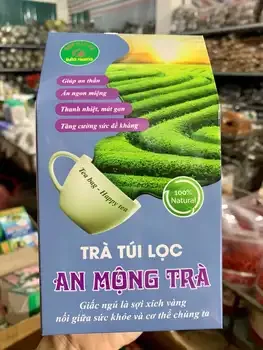 Giúp an thần
Ăn ngon miệng
Thanh nhiệt, mát gan
Tăng cường sức đề kháng
Tea bag - Happy tea
100%
Natural
TRÀ TÚI LỌC
AN MỘNG TRÀ
Giấc ngủ là sợi xích vàng
nối giữa sức khỏe và cơ thể chúng ta